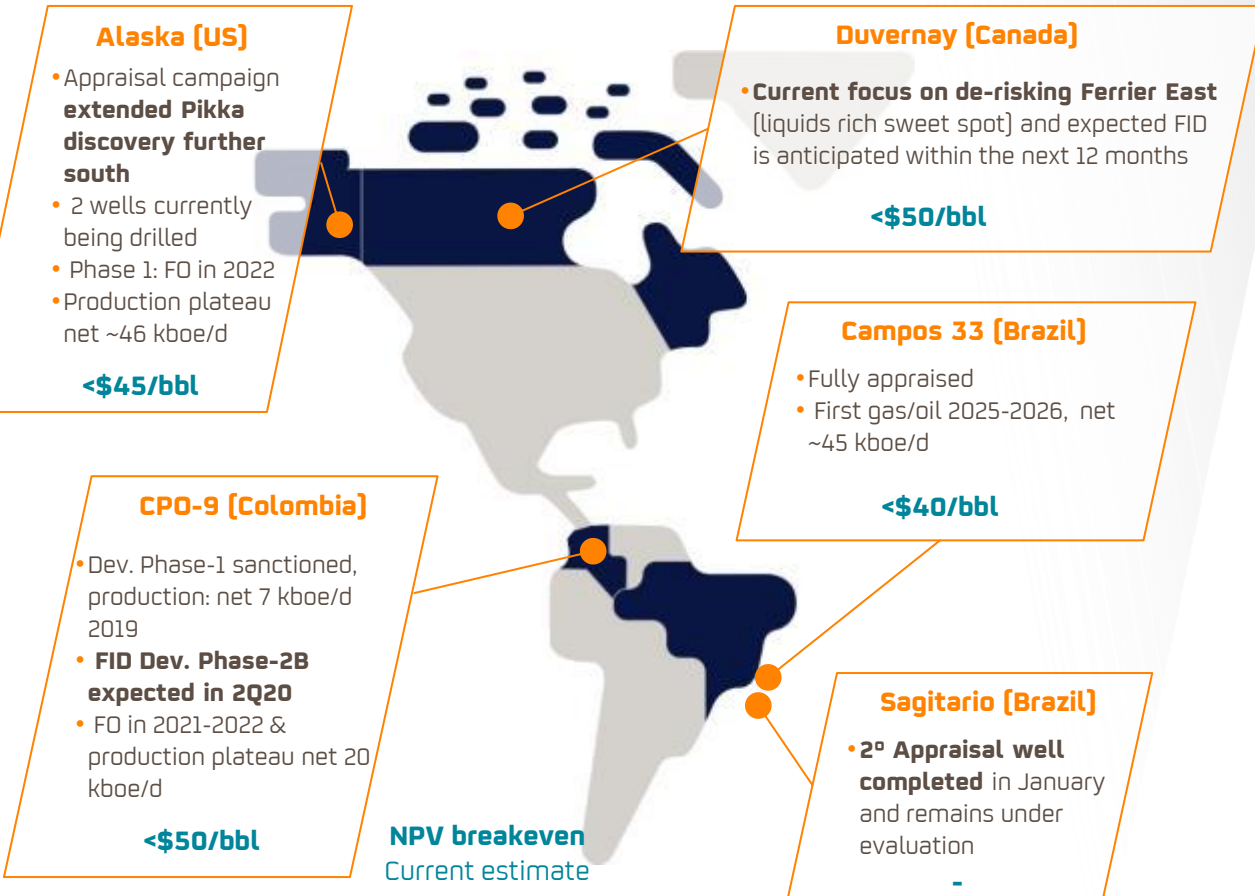 Alaska (US)
•Appraisal campaign
extended Pikka
discovery further
south
• 2 wells currently
being drilled
• Phase 1: FO in 2022
•Production plateau
net ~46 kboe/d
<$45/bbl
Duvernay (Canada)
•Current focus on de-risking Ferrier East
(liquids rich sweet spot) and expected FID
is anticipated within the next 12 months
<$50/bbl
Campos 33 (Brazil)
•Fully appraised
• First gas/oil 2025-2026, net
~45 kboe/d
<$40/bbl
CPO-9 (Colombia)
•Dev. Phase-1 sanctioned,
production: net 7 kboe/d
2019
• FID Dev. Phase-2B
expected in 2Q20
• FO in 2021-2022 &
production plateau net 20
kboe/d
<$50/bbl
Sagitario (Brazil)
•2º Appraisal well
completed in January
and remains under
evaluation
-
NPV breakeven
Current estimate